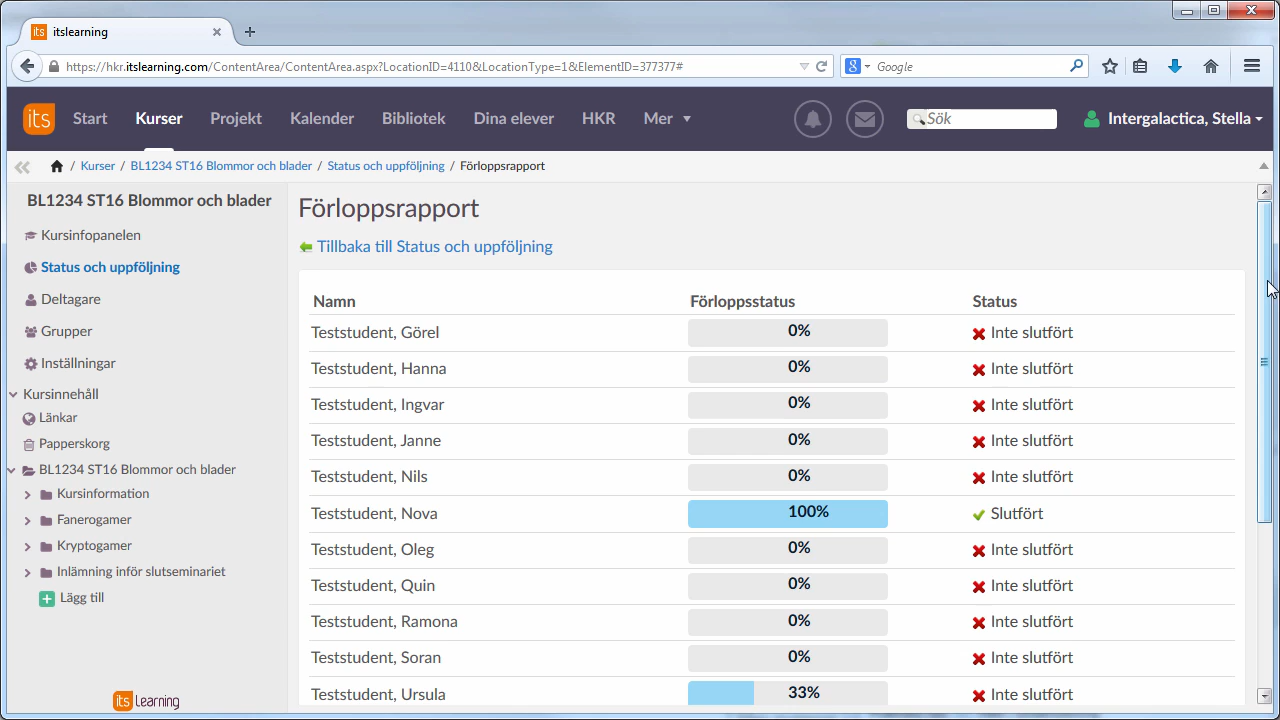 its itslearning
https://hkr.itslearning.com/ContentArea/ContentArea.aspx?LocationID=4110&LocationType=1&ElementID=377377#
Google
its Start Kurser Projekt Kalender Bibliotek Dina elever HKR Mer Sök Intergalactica, Stella
/ Kurser / BL1234 ST16 Blommor och blader / Status och uppföljning / Förloppsrapport
BL1234 ST16 Blommor och blader
Kursinfopanelen
Status och uppföljning
Deltagare
Grupper
Inställningar
Kursinnehåll
Länkar
Papperskorg
BL1234 ST16 Blommor och blader
Kursinformation
Fanerogamer
Kryptogamer
Inlämning inför slutseminariet
Lägg till
its Learning
Förloppsrapport
Tillbaka till Status och uppföljning
Namn Förloppsstatus Status
Teststudent, Görel 0% Inte slutfört
Teststudent, Hanna 0% Inte slutfört
Teststudent, Ingvar 0% Inte slutfört
Teststudent, Janne 0% Inte slutfört
Teststudent, Nils 0% Inte slutfört
Teststudent, Nova 100% Slutfört
Teststudent, Oleg 0% Inte slutfört
Teststudent, Quin 0% Inte slutfört
Teststudent, Ramona 0% Inte slutfört
Teststudent, Soran 0% Inte slutfört
Teststudent, Ursula 33% Inte slutfört